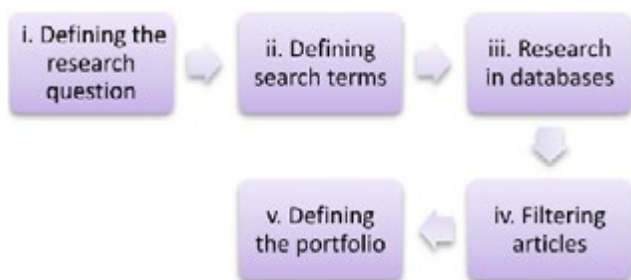 i. Defining the
research
question
ii. Defining
search terms
iii. Research
in databases
iv. Filtering
articles
v. Defining
the portfolio